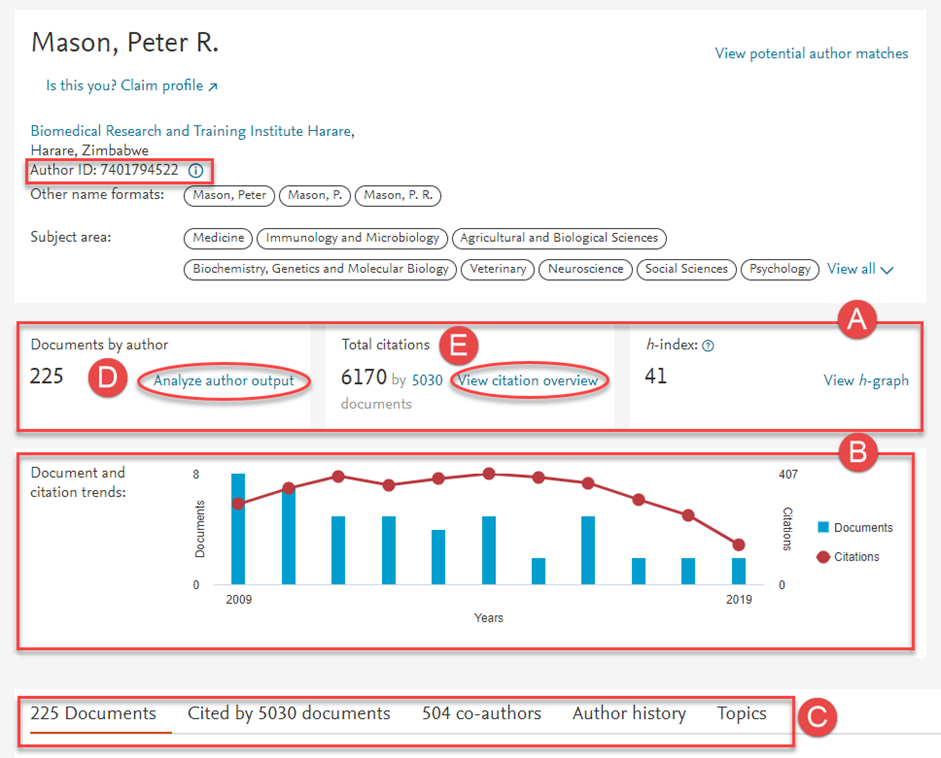 Mason, Peter R.
View potential author matches
Is this you? Claim profile ↗
Biomedical Research and Training Institute Harare,
Harare, Zimbabwe
Author ID: 7401794522 ⓘ
Other name formats: Mason, Peter Mason, P. Mason, P. R.
Subject area: Medicine Immunology and Microbiology Agricultural and Biological Sciences
Biochemistry, Genetics and Molecular Biology Veterinary Neuroscience Social Sciences Psychology View all
A
Documents by author
225
D
Analyze author output
Total citations
E
6170 by 5030
documents
View citation overview
h-index: ?
41
View h-graph
B
Document and
citation trends:
8
Documents
0
407
Citations
0
2009
2019
Years
Documents
Citations
225 Documents Cited by 5030 documents 504 co-authors Author history Topics
C